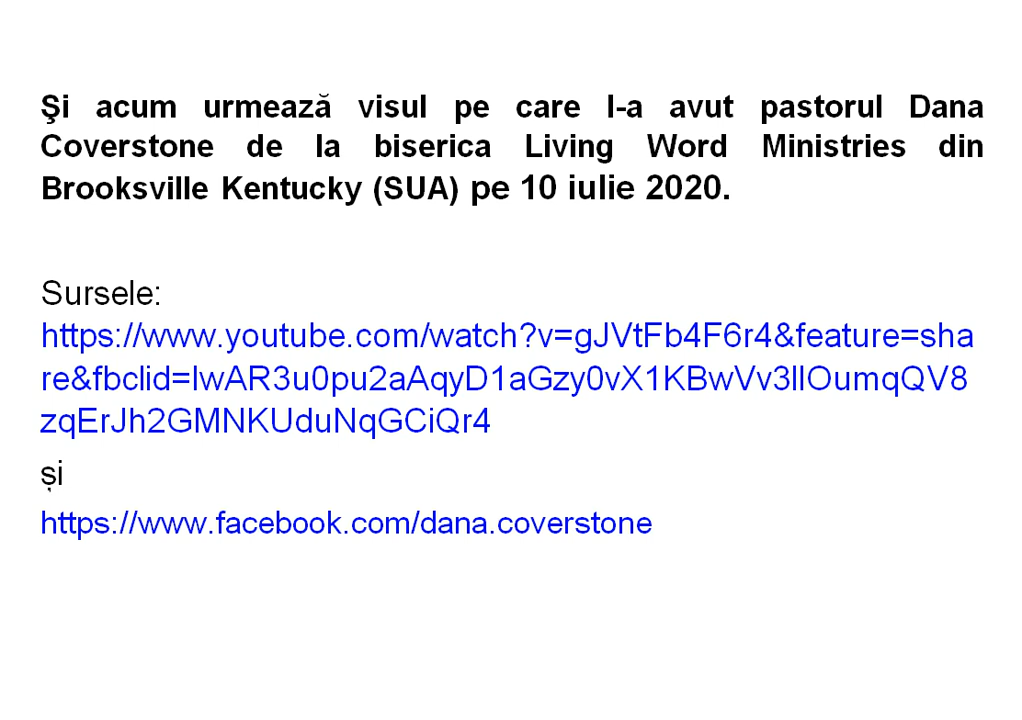 Şi acum urmează visul pe care l-a avut pastorul Dana
Coverstone de la biserica Living Word Ministries din
Brooksville Kentucky (SUA) pe 10 iulie 2020.
Sursele:
https://www.youtube.com/watch?v=gJVtFb4F6r4&feature=sha
re&fbclid=IwAR3u0pu2aAqyD1aGzy0vX1KBwVv3llOumqQV8
zqErJh2GMNKUduNqGCiQr4
și
https://www.facebook.com/dana.coverstone